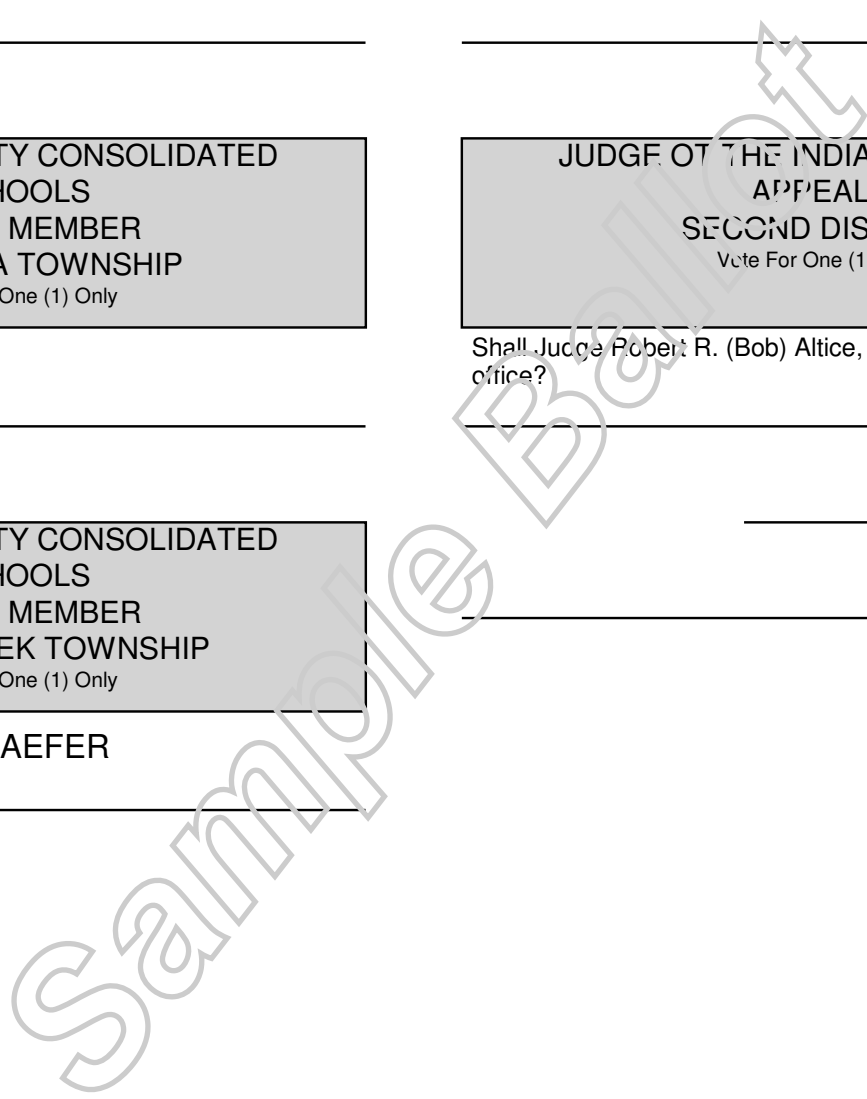 TY CONSOLIDATED
HOOLS
MEMBER
A TOWNSHIP
One (1) Only
TY CONSOLIDATED
HOOLS
MEMBER
EK TOWNSHIP
One (1) Only
AEFER
JUDGE OT THE INDIA
APPEAL
SECOND DIS
Vote For One (1
Shall Judge Robert R. (Bob) Altice,
office?
Sample Ballot